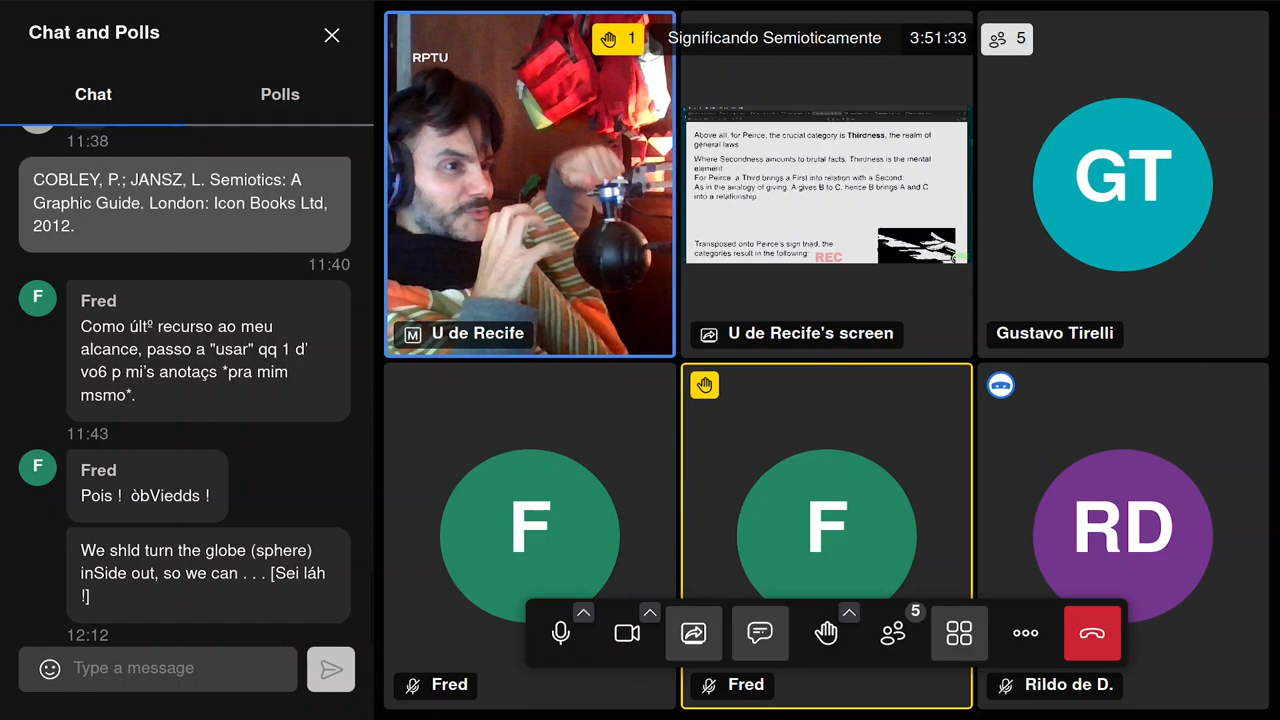 Chat and Polls
Chat
Polls
11:38
COBLEY, P.; JANSZ, L. Semiotics: A
Graphic Guide. London: Icon Books Ltd,
2012.
11:40
F
Fred
Como últº recurso ao meu
alcance, passo a "usar" qq 1 d’
vo6 p mi’s anotaçs *pra mim
msmo*.
11:43
F
Fred
Pois ! òbViedds !
We shld turn the globe (sphere)
inSide out, so we can . . . [Sei láh
!]
12:12
Type a message
RPTU
1
Significando Semioticamente
3:51:33
5
U de Recife
Above all, for Peirce, the crucial category is Thirdness, the realm of
general laws
Where Secondness amounts to brutal facts, Thirdness is the mental
element
For Peirce, a Third brings a First into relation with a Second
As in the analogy of giving, A gives B to C, hence B brings A and C
into a relationship
Transposed onto Peirce's sign triad, the
categories result in the following:
REC
U de Recife's screen
GT
Gustavo Tirelli
F
Fred
F
Fred
RD
Rildo de D.
5